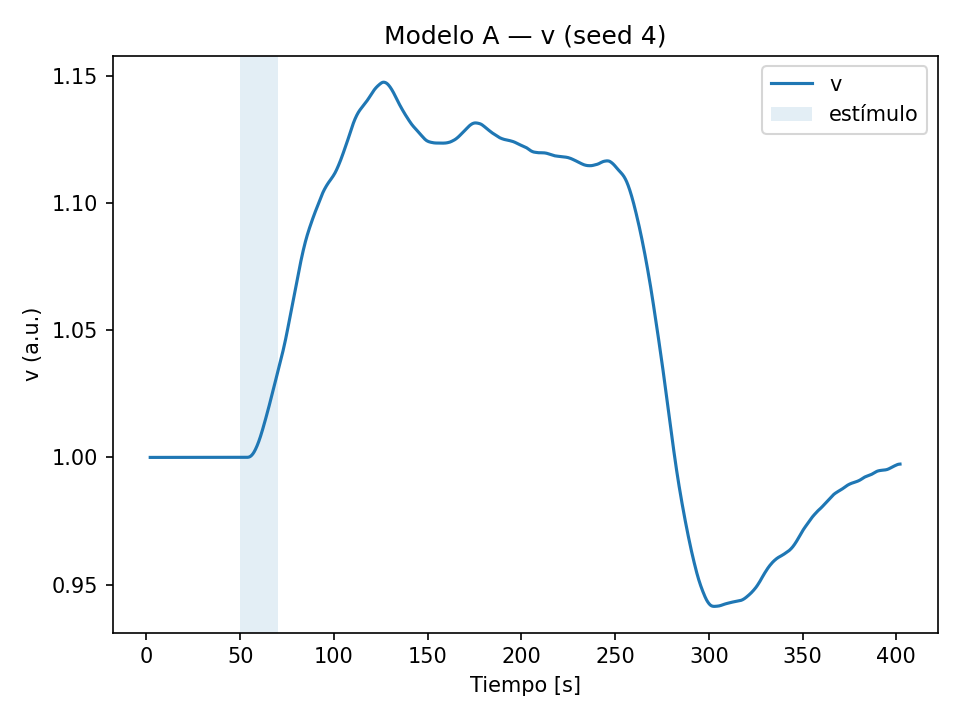 Modelo A — v (seed 4)
v
estímulo
1.15
1.10
1.05
1.00
0.95
v (a.u.)
0 50 100 150 200 250 300 350 400
Tiempo [s]